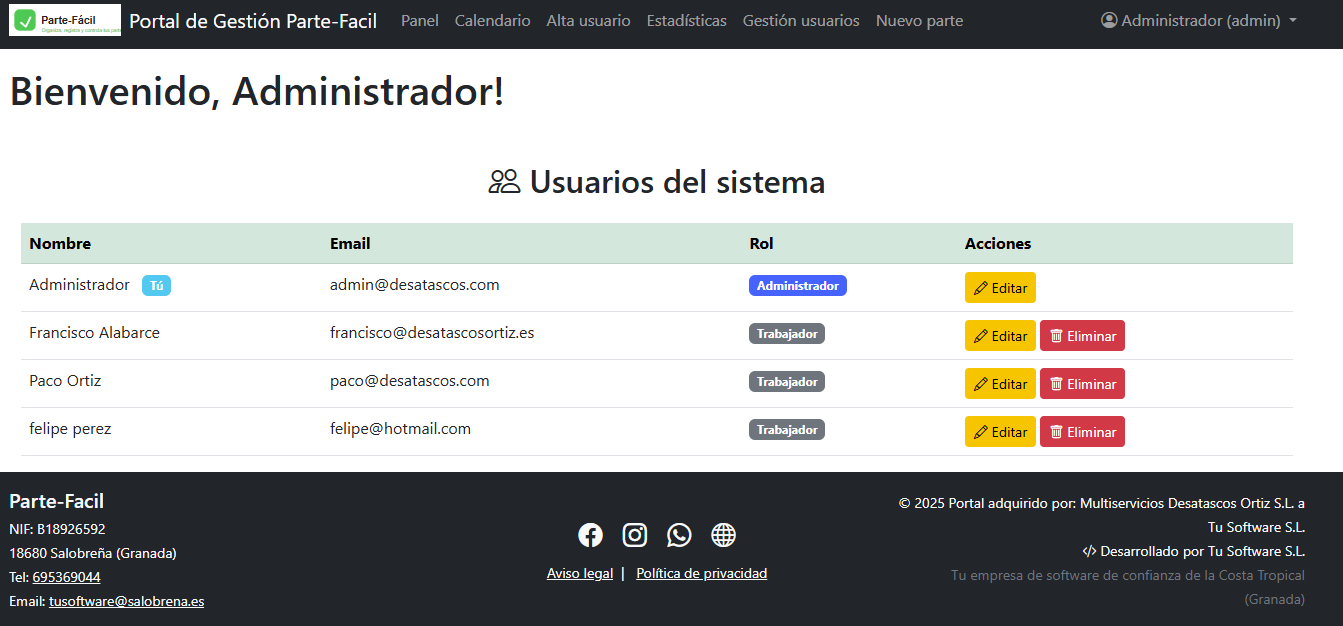 Parte-Fácil
Organiza, registra y controla tus
Portal de Gestión Parte-Facil Panel Calendario Alta usuario Estadísticas Gestión usuarios Nuevo parte Administrador (admin)
Bienvenido, Administrador!
Usuarios del sistema
Nombre Email Rol Acciones
Administrador Tú admin@desatascos.com Administrador Editar
Francisco Alabarce francisco@desatascosortiz.es Trabajador Editar Eliminar
Paco Ortiz paco@desatascos.com Trabajador Editar Eliminar
felipe perez felipe@hotmail.com Trabajador Editar Eliminar
Parte-Facil
NIF: B18926592
18680 Salobreña (Granada)
Tel: 695369044
Email: tusoftware@salobrena.es
Aviso legal | Política de privacidad
© 2025 Portal adquirido por: Multiservicios Desatascos Ortiz S.L. a
Tu Software S.L.
</> Desarrollado por Tu Software S.L.
Tu empresa de software de confianza de la Costa Tropical
(Granada)